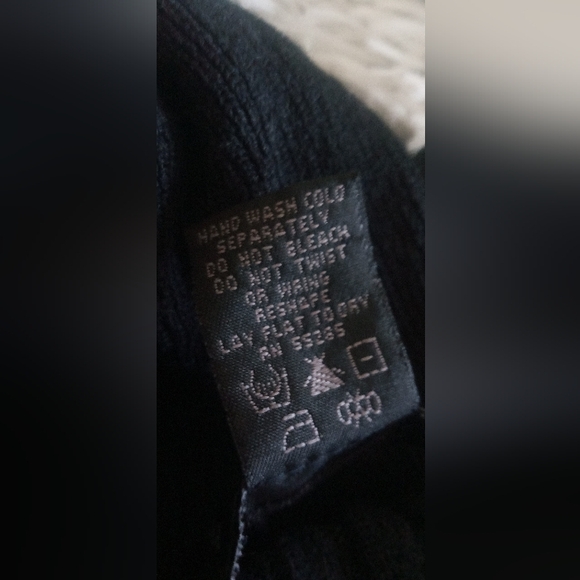 HAND WASH COLD
SEPARATELY
DO NOT BLEACH
DO NOT TWIST
OR WRING
RESHAPE
LAY FLAT TO DRY
RN 55285